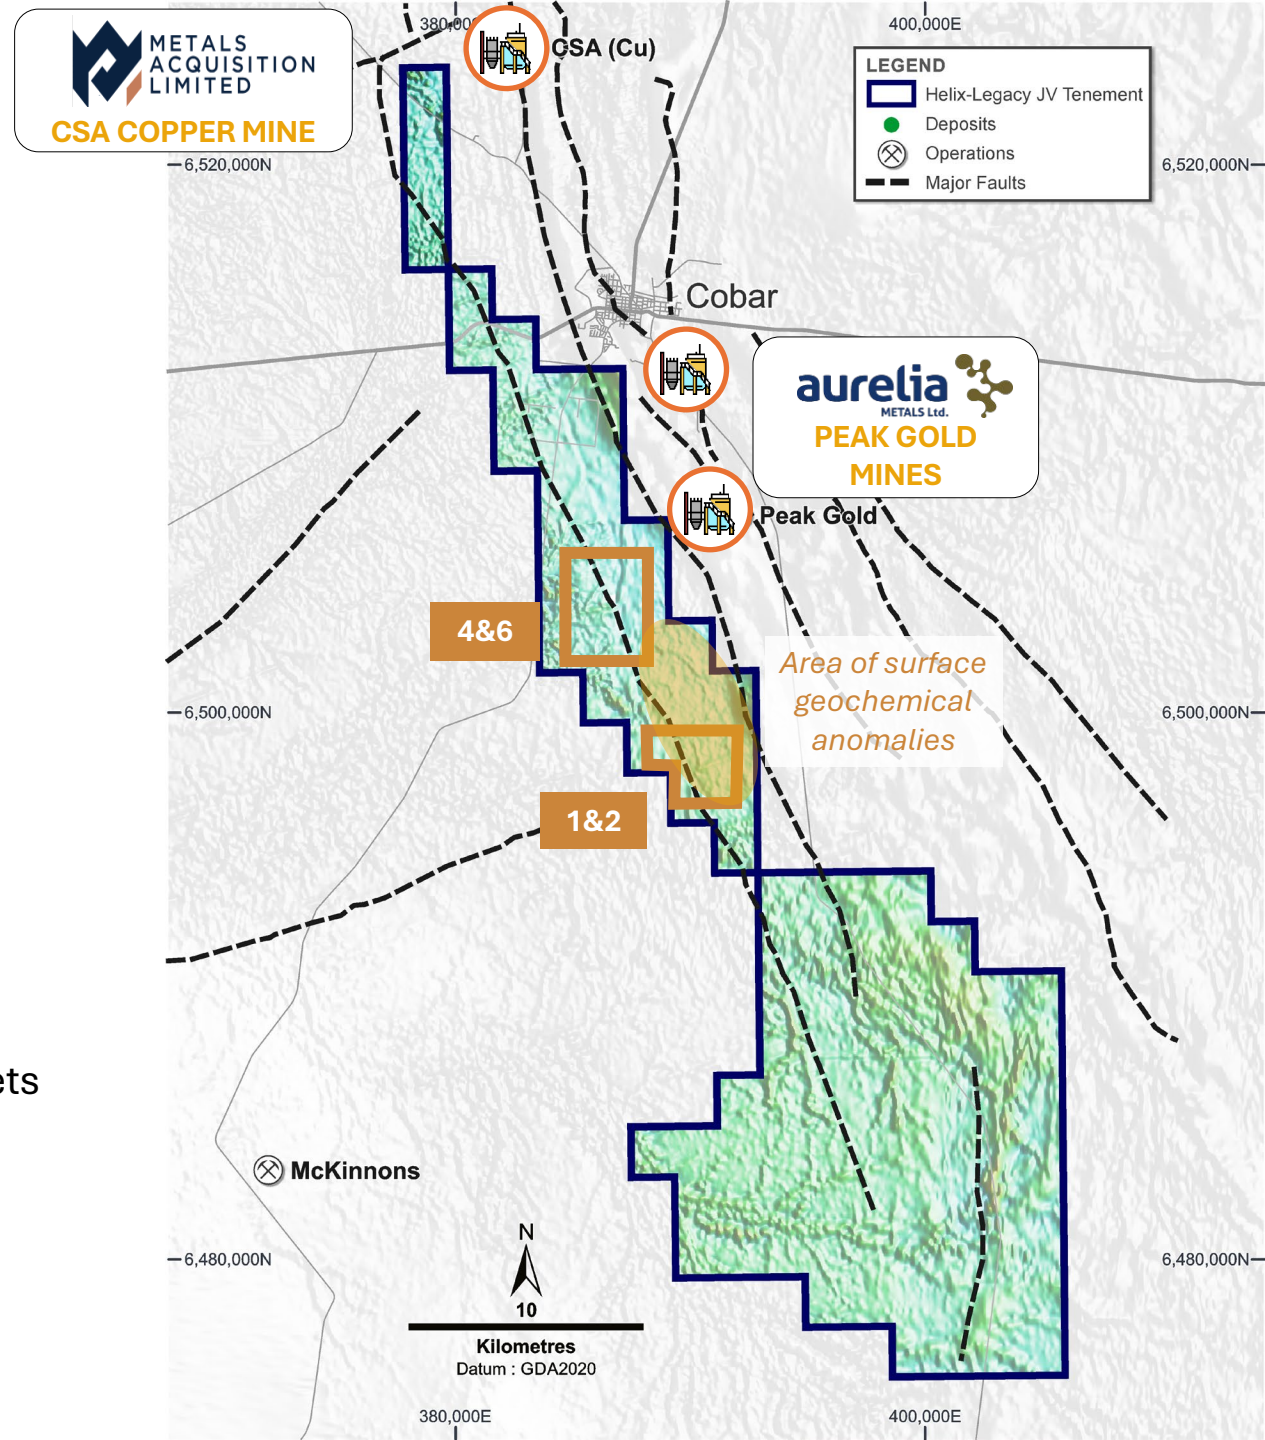 METALS
ACQUISITION
LIMITED
CSA COPPER MINE
380,000E
400,000E
CSA (Cu)
LEGEND
Helix-Legacy JV Tenement
Deposits
Operations
Major Faults
6,520,000N
6,520,000N
Cobar
aurelia
METALS Ltd.
PEAK GOLD
MINES
Peak Gold
4&6
Area of surface
geochemical
anomalies
6,500,000N
6,500,000N
1&2
ets
McKinnons
N
10
Kilometres
Datum : GDA2020
6,480,000N
6,480,000N
380,000E
400,000E